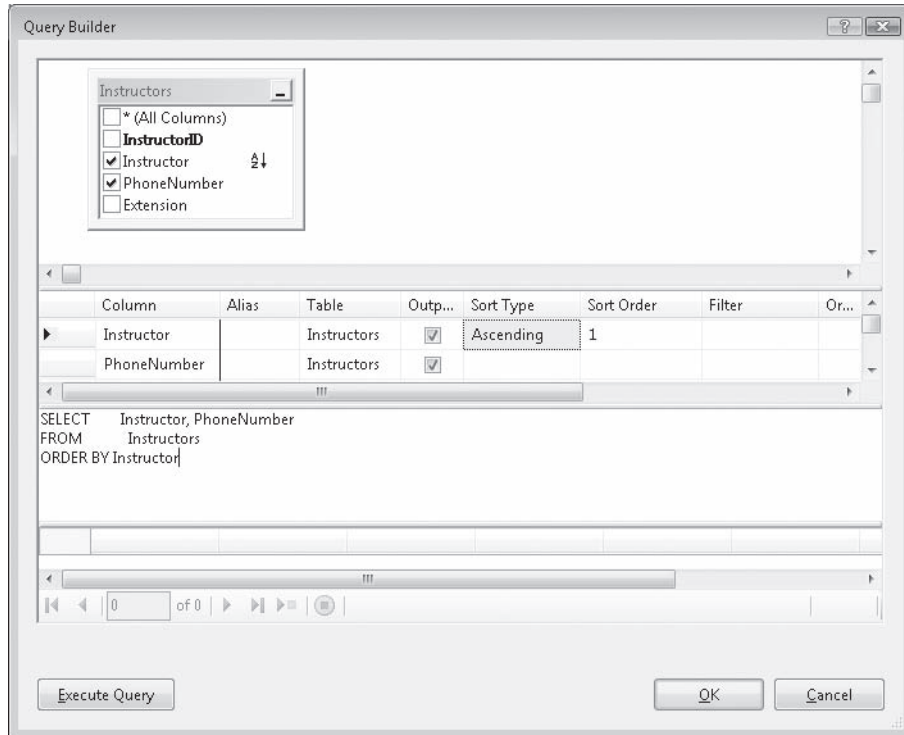 Query Builder
Instructors
* (All Columns)
InstructorID
Instructor
PhoneNumber
Extension
Column Alias Table Outp... Sort Type Sort Order Filter Or...
Instructor Instructors Ascending 1
PhoneNumber Instructors
SELECT Instructor, PhoneNumber
FROM Instructors
ORDER BY Instructor
0 of 0
Execute Query OK Cancel